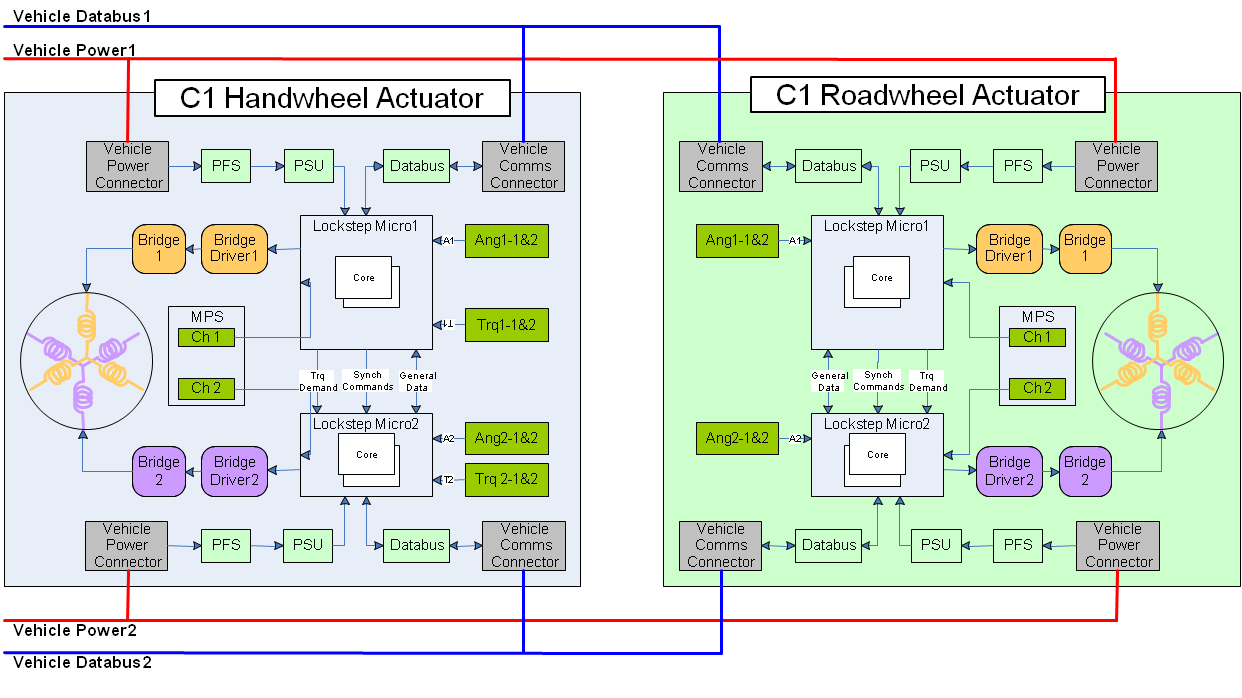 Vehicle Databus1
Vehicle Power1
C1 Handwheel Actuator
C1 Roadwheel Actuator
Vehicle
Power
Connector
PFS
PSU
Databus
Vehicle
Comms
Connector
Lockstep Micro1
Core
Bridge
1
Bridge
Driver1
A1
Ang1-1&2
T1
Trq1-1&2
MPS
Ch 1
Ch 2
Trq
Demand
Synch
Commands
General
Data
Lockstep Micro2
Core
Bridge
2
Bridge
Driver2
A2
Ang2-1&2
T2
Trq 2-1&2
Vehicle
Power
Connector
PFS
PSU
Databus
Vehicle
Comms
Connector
Vehicle
Comms
Connector
Databus
PSU
PFS
Vehicle
Power
Connector
Ang1-1&2
A1
Lockstep Micro1
Core
Bridge
Driver1
Bridge
1
MPS
Ch 1
Ch 2
General
Data
Synch
Commands
Trq
Demand
Ang2-1&2
A2
Lockstep Micro2
Core
Bridge
Driver2
Bridge
2
Vehicle
Comms
Connector
Databus
PSU
PFS
Vehicle
Power
Connector
Vehicle Power2
Vehicle Databus2